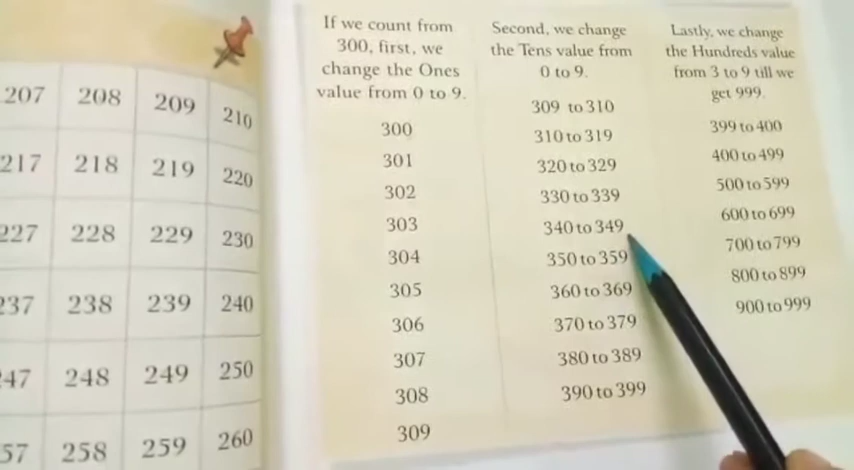 207 208 209 210
217 218 219 220
227 228 229 230
237 238 239 240
247 248 249 250
257 258 259 260
If we count from
300, first, we
change the Ones
value from 0 to 9.
300
301
302
303
304
305
306
307
308
309
Second, we change
the Tens value from
0 to 9.
309 to 310
310 to 319
320 to 329
330 to 339
340 to 349
350 to 359
360 to 369
370 to 379
380 to 389
390 to 399
Lastly, we change
the Hundreds value
from 3 to 9 till we
get 999.
399 to 400
400 to 499
500 to 599
600 to 699
700 to 799
800 to 899
900 to 999